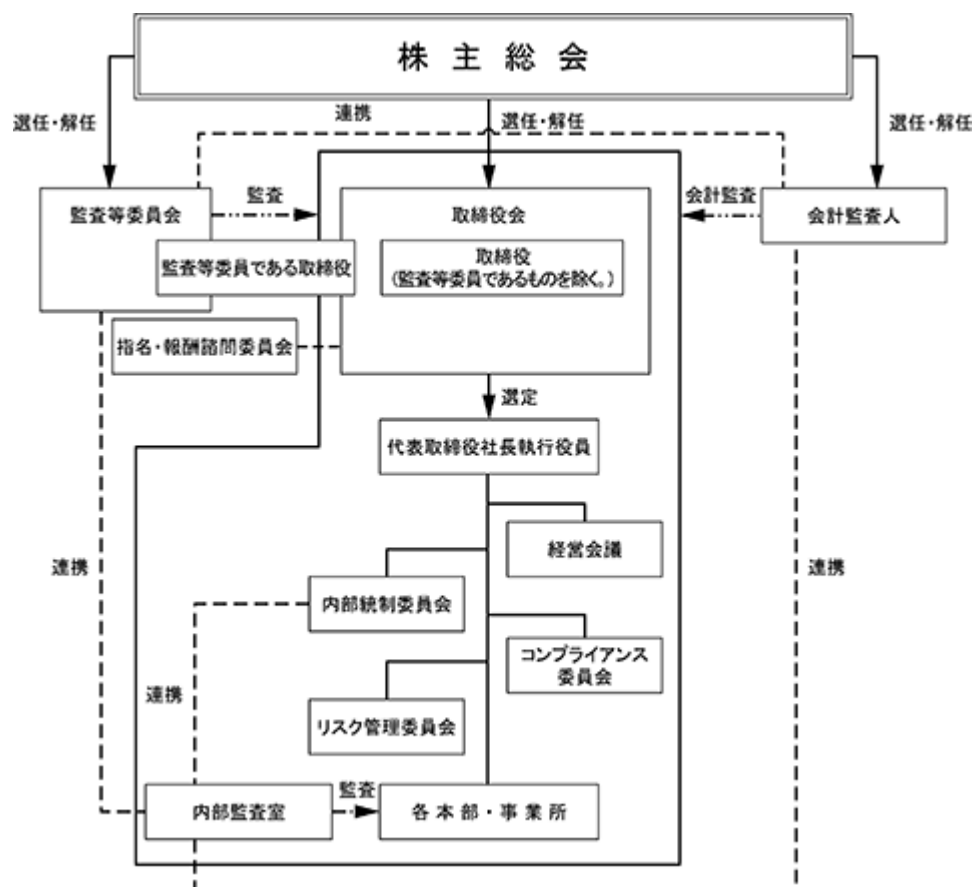 株主総会
選任・解任
連携
選任・解任
選任・解任
監査等委員会
監査
取締役会
会計監査
会計監査人
監査等委員である取締役
取締役
(監査等委員であるものを除く。)
指名・報酬諮問委員会
選定
代表取締役社長執行役員
経営会議
連携
連携
内部統制委員会
コンプライアンス
委員会
連携
リスク管理委員会
内部監査室
監査
各本部・事業所